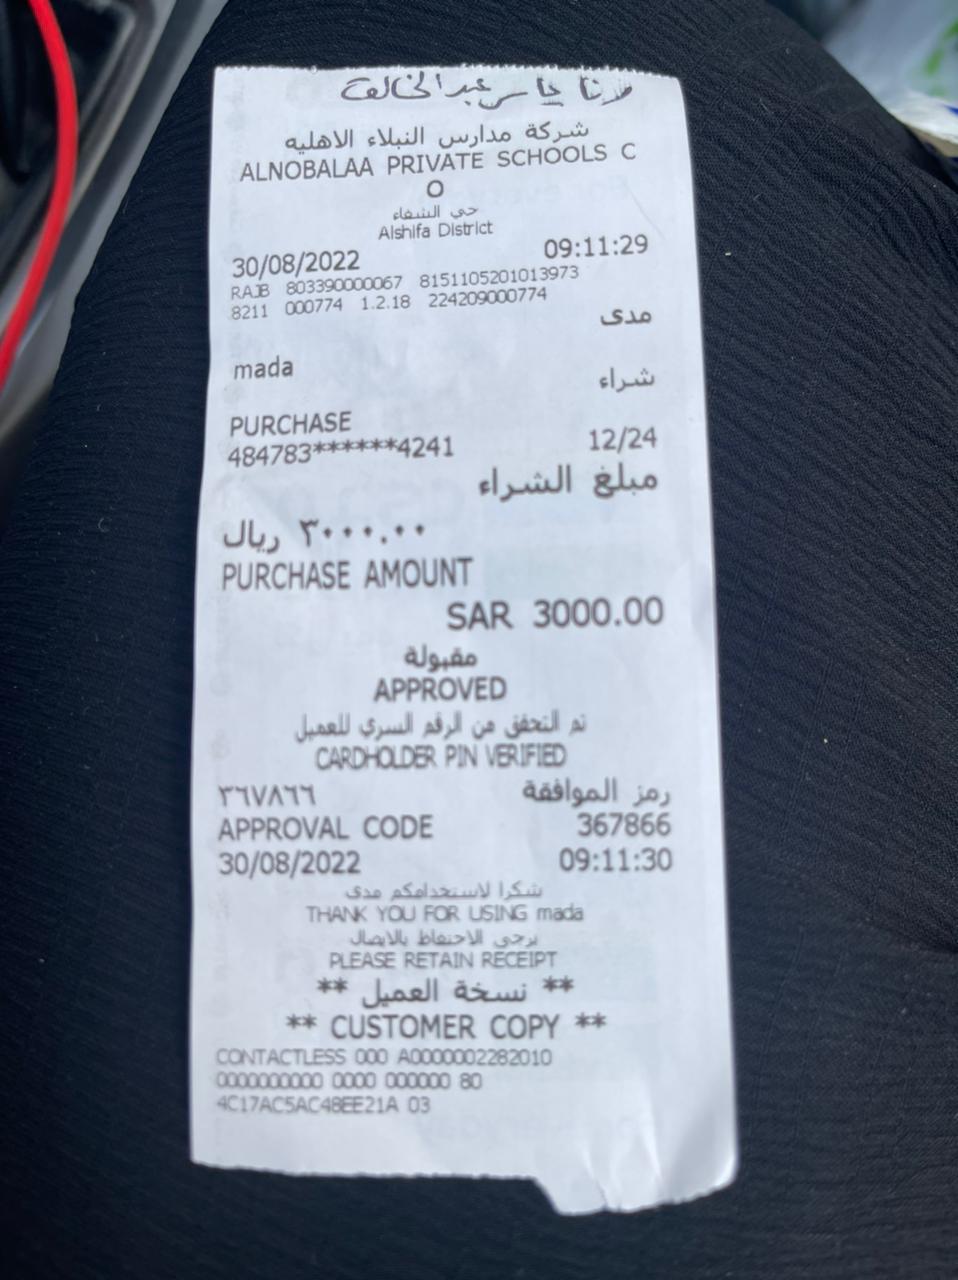 عبدالخالق
شركة مدارس النبلاء الاهليه
ALNOBALAA PRIVATE SCHOOLS C
O
حي الشفاء
Alshifa District
30/08/2022 09:11:29
RAJB 803390000067 8151105201013973
8211 000774 1.2.18 224209000774
مدى
mada
شراء
PURCHASE
484783******4241 12/24
مبلغ الشراء
٣٠٠٠.٠٠ ريال
PURCHASE AMOUNT
SAR 3000.00
مقبولة
APPROVED
تم التحقق من الرقم السري للعميل
CARDHOLDER PIN VERIFIED
رمز الموافقة ٣٦٧٨٦٦
APPROVAL CODE 367866
30/08/2022 09:11:30
شكرا لاستخدامكم مدى
THANK YOU FOR USING mada
يرجى الاحتفاظ بالايصال
PLEASE RETAIN RECEIPT
** نسخة العميل **
** CUSTOMER COPY **
CONTACTLESS 000 A0000002282010
0000000000 0000 000000 80
4C17AC5AC48EE21A 03